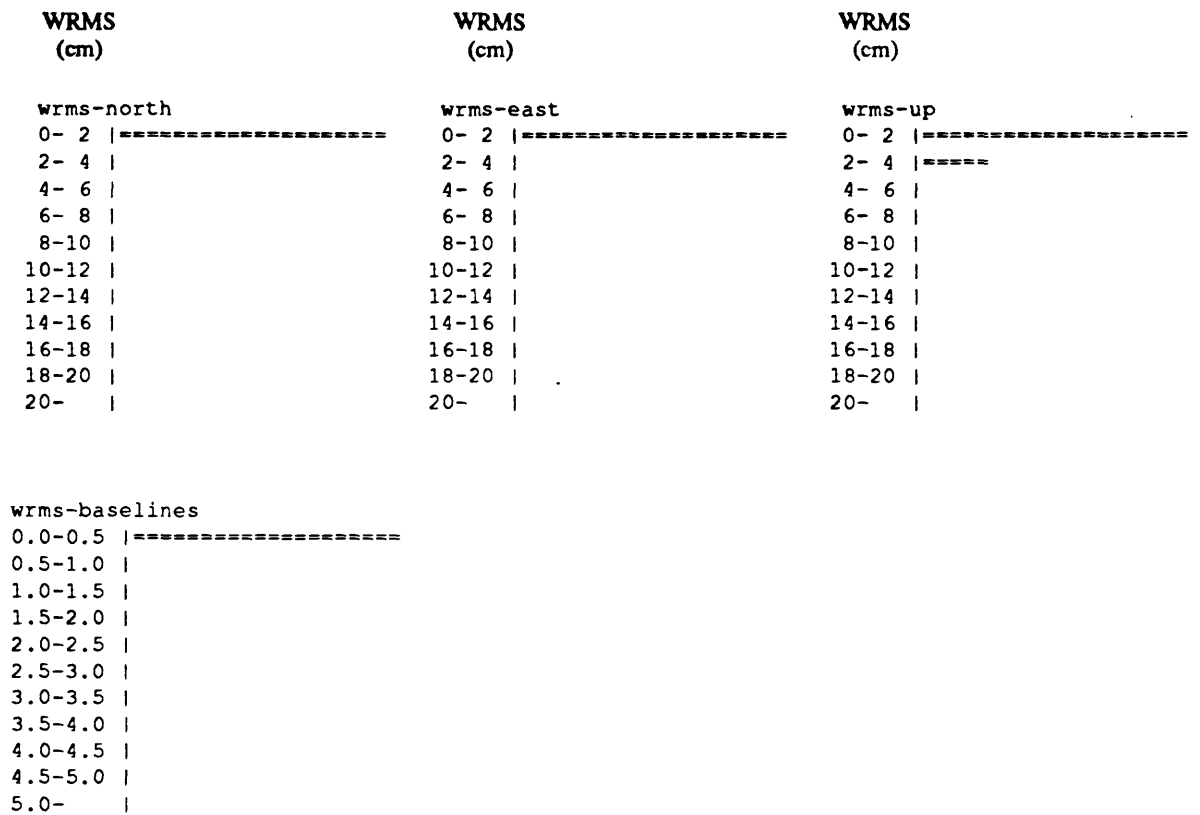 WRMS WRMS WRMS
(cm) (cm) (cm)
wrms-north wrms-east wrms-up
0- 2 |==================== 0- 2 |==================== 0- 2 |====================
2- 4 | 2- 4 | 2- 4 |=====
4- 6 | 4- 6 | 4- 6 |
6- 8 | 6- 8 | 6- 8 |
8-10 | 8-10 | 8-10 |
10-12 | 10-12 | 10-12 |
12-14 | 12-14 | 12-14 |
14-16 | 14-16 | 14-16 |
16-18 | 16-18 | 16-18 |
18-20 | 18-20 | 18-20 |
20- | 20- | 20- |
wrms-baselines
0.0-0.5 |====================
0.5-1.0 |
1.0-1.5 |
1.5-2.0 |
2.0-2.5 |
2.5-3.0 |
3.0-3.5 |
3.5-4.0 |
4.0-4.5 |
4.5-5.0 |
5.0- |